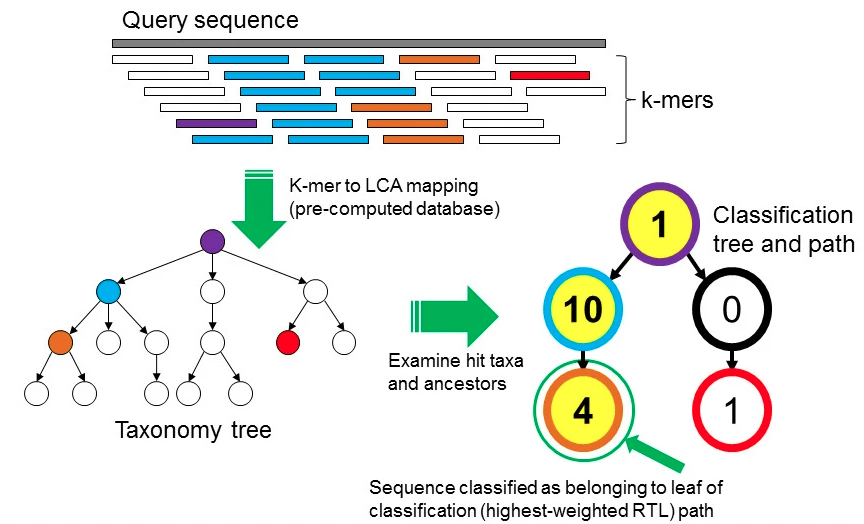 Query sequence
k-mers
K-mer to LCA mapping
(pre-computed database)
Classification
tree and path
1
10
0
4
1
Examine hit taxa
and ancestors
Taxonomy tree
Sequence classified as belonging to leaf of
classification (highest-weighted RTL) path